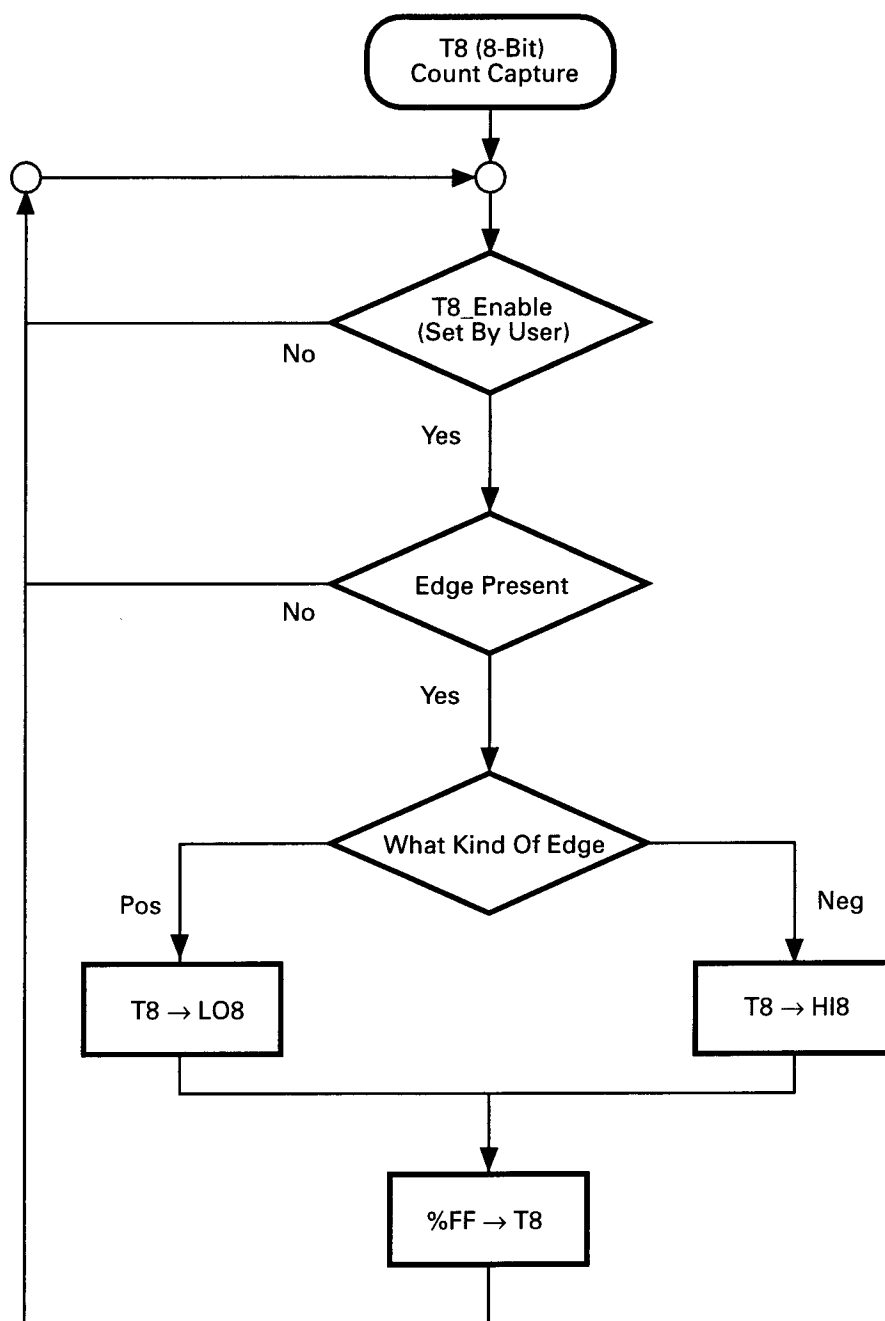 T8 (8-Bit)
Count Capture
T8_Enable
(Set By User)
No
Yes
Edge Present
No
Yes
What Kind Of Edge
Pos
Neg
T8 → LO8
T8 → HI8
%FF → T8